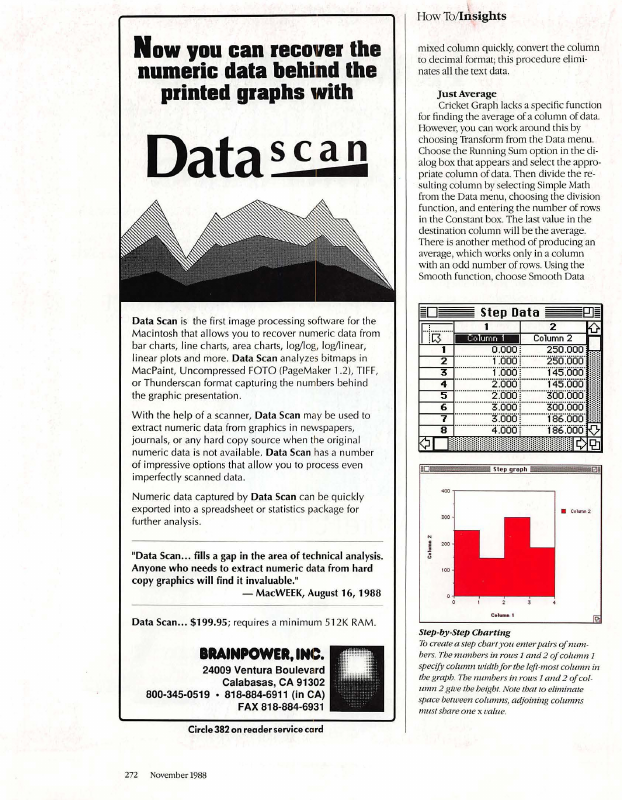 Now you can recover the
numeric data behind the
printed graphs with
Data scan
Data Scan is the first image processing software for the
Macintosh that allows you to recover numeric data from
bar charts, line charts, area charts, log/log, log/linear,
linear plots and more. Data Scan analyzes bitmaps in
MacPaint, Uncompressed FOTO (PageMaker 1.2), TIFF,
or Thunderscan format capturing the numbers behind
the graphic presentation.
With the help of a scanner, Data Scan may be used to
extract numeric data from graphics in newspapers,
journals, or any hard copy source when the original
numeric data is not available. Data Scan has a number
of impressive options that allow you to process even
imperfectly scanned data.
Numeric data captured by Data Scan can be quickly
exported into a spreadsheet or statistics package for
further analysis.
"Data Scan... fills a gap in the area of technical analysis.
Anyone who needs to extract numeric data from hard
copy graphics will find it invaluable."
— MacWEEK, August 16, 1988
Data Scan... $199.95; requires a minimum 512K RAM.
BRAINPOWER, INC.
24009 Ventura Boulevard
Calabasas, CA 91302
800-345-0519 • 818-884-6911 (in CA)
FAX 818-884-6931
Circle 382 on reader service card
How To/Insights
mixed column quickly, convert the column
to decimal format; this procedure elimi-
nates all the text data.
Just Average
Cricket Graph lacks a specific function
for finding the average of a column of data.
However, you can work around this by
choosing Transform from the Data menu.
Choose the Running Sum option in the di-
alog box that appears and select the appro-
priate column of data. Then divide the re-
sulting column by selecting Simple Math
from the Data menu, choosing the division
function, and entering the number of rows
in the Constant box. The last value in the
destination column will be the average.
There is another method of producing an
average, which works only in a column
with an odd number of rows. Using the
Smooth function, choose Smooth Data
Step Data
1 2
Column 1 Column 2
1 0.000 250.000
2 1.000 250.000
3 1.000 145.000
4 2.000 145.000
5 2.000 300.000
6 3.000 300.000
7 3.000 186.000
8 4.000 186.000
Step graph
400
300
200
100
0
Column 2
Column 2
0 1 2 3 4
Column 1
Step-by-Step Charting
To create a step chart you enter pairs of num-
bers. The numbers in rows 1 and 2 of column 1
specify column width for the left-most column in
the graph. The numbers in rows 1 and 2 of col-
umn 2 give the height. Note that to eliminate
space between columns, adjoining columns
must share one x value.
272 November 1988